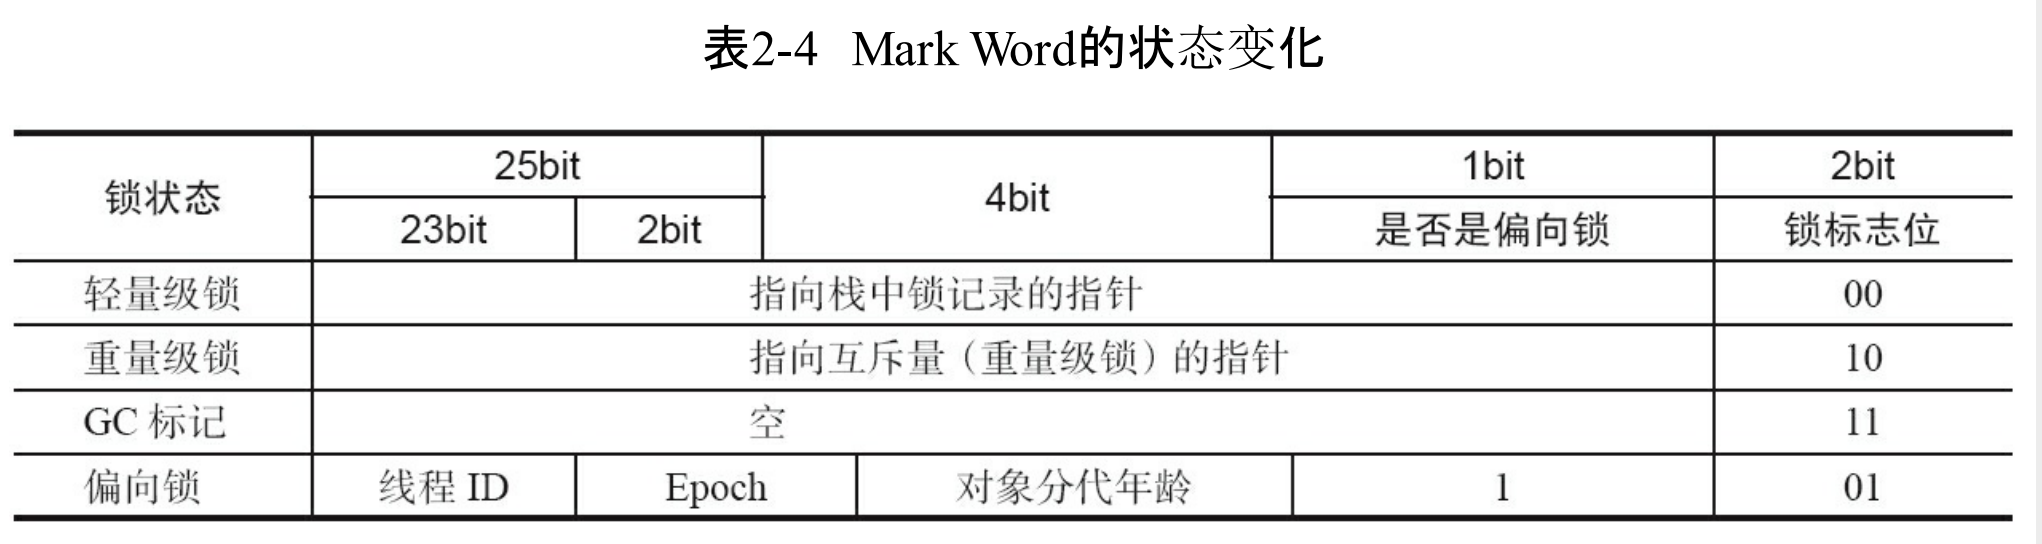 表2-4 Mark Word的状态变化
锁状态 25bit 4bit 1bit 2bit
23bit 2bit 是否是偏向锁 锁标志位
轻量级锁 指向栈中锁记录的指针 00
重量级锁 指向互斥量（重量级锁）的指针 10
GC 标记 空 11
偏向锁 线程 ID Epoch 对象分代年龄 1 01